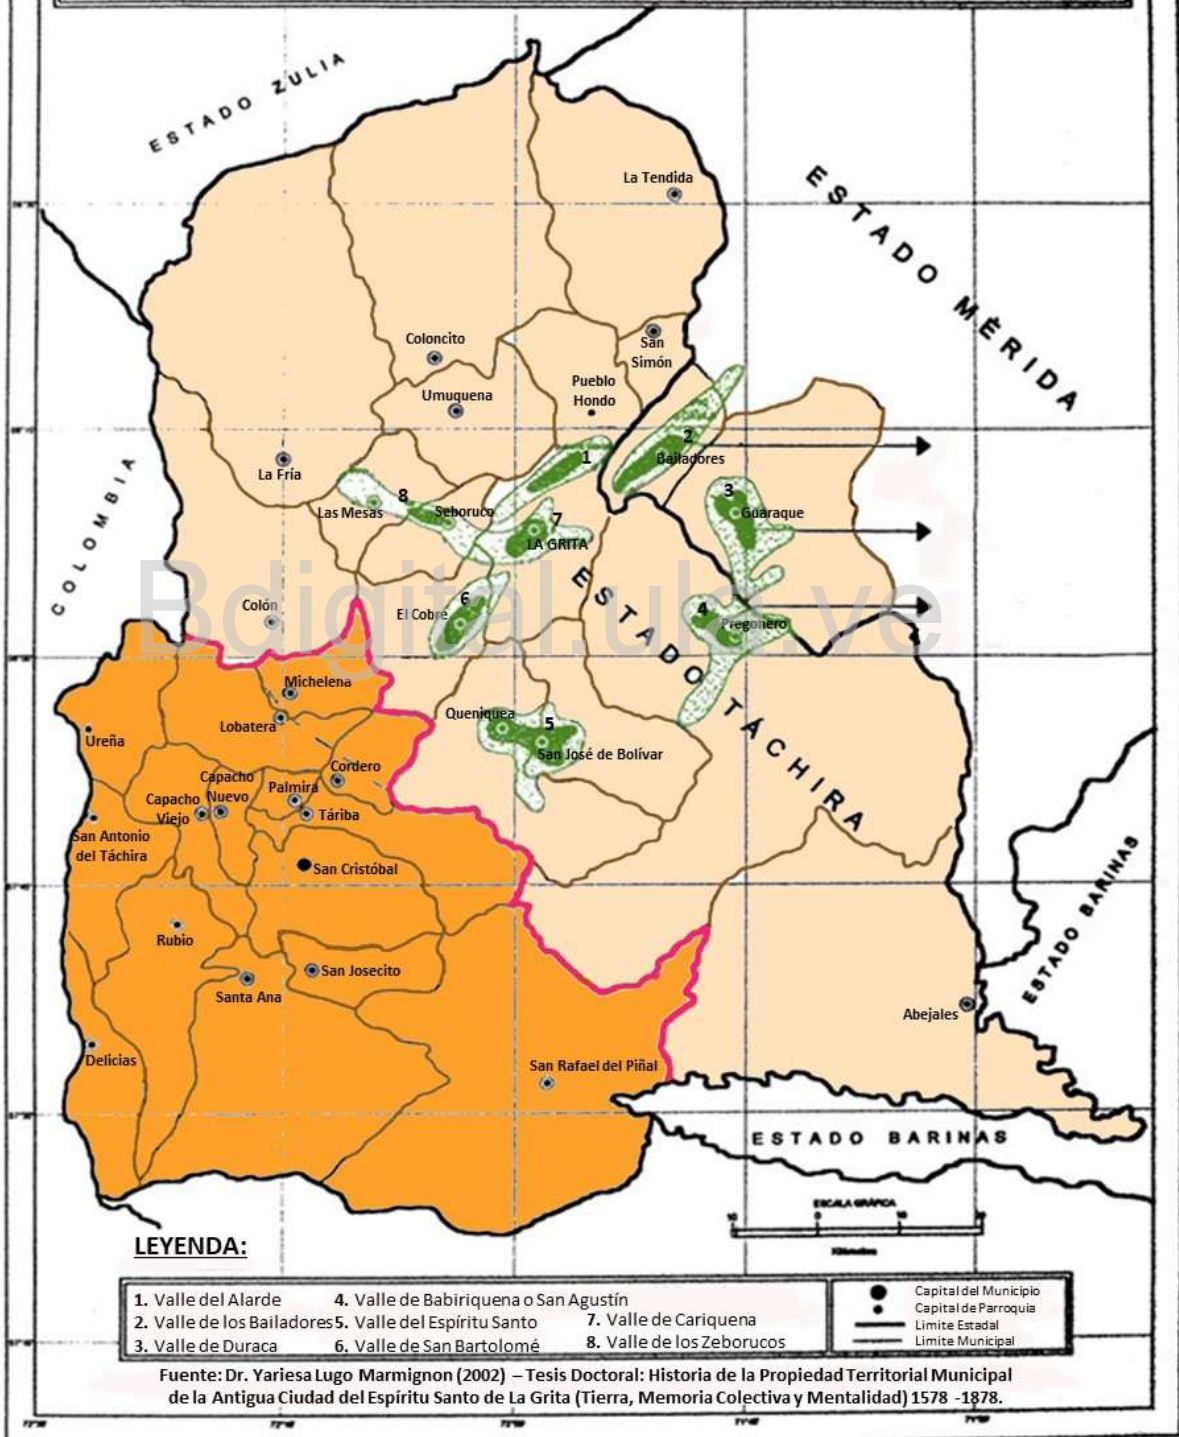 ESTADO ZULIA
ESTADO MÉRIDA
COLOMBIA
La Tendida
Coloncito
San
Simón
Umuquena
Pueblo
Hondo
La Fría
1
2
Bailadores
8
Las Mesas
Seboruco
3
Guaraque
7
LA GRITA
Bdigital.ula.ve
Colón
El Cobre
6
4
Pregonero
ESTADO TÁCHIRA
Michelena
Lobatera
Queniquea
5
San José de Bolívar
Ureña
Cordero
Capacho
Nuevo
Palmira
Capacho
Viejo
Táriba
San Antonio
del Táchira
San Cristóbal
Rubio
San Josecito
Santa Ana
Abejales
ESTADO BARINAS
Delicias
San Rafael del Piñal
ESTADO BARINAS
ESCALA GRÁFICA
10 0 10 20
Kilómetros
LEYENDA:
1. Valle del Alarde
2. Valle de los Bailadores
3. Valle de Duraca
4. Valle de Babiriquena o San Agustín
5. Valle del Espíritu Santo
6. Valle de San Bartolomé
7. Valle de Cariquena
8. Valle de los Zeborucos
Capital del Municipio
Capital de Parroquia
Limite Estadal
Limite Municipal
Fuente: Dr. Yariesa Lugo Marmignon (2002) – Tesis Doctoral: Historia de la Propiedad Territorial Municipal
de la Antigua Ciudad del Espíritu Santo de La Grita (Tierra, Memoria Colectiva y Mentalidad) 1578 -1878.